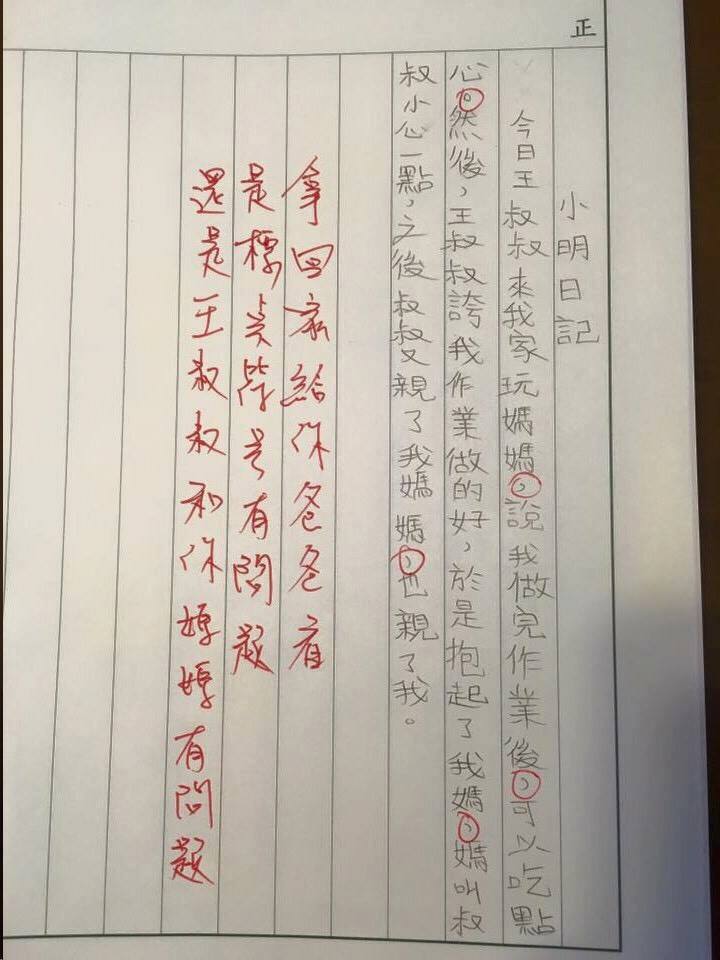 正
小明日記
今日王叔叔來我家玩媽媽，說我做完作業後，可以吃點
心。然後，王叔叔誇我作業做的好，於是抱起了我媽，媽叫叔
叔小心一點，之後叔叔又親了我媽媽，也親了我。
拿回家給你爸爸看
是標點符号有問題
還是王叔叔和你媽媽有問題